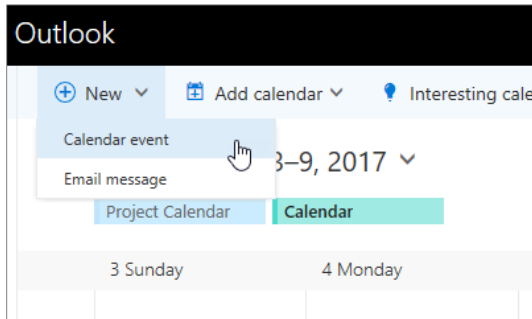 Outlook
New Add calendar Interesting cale
Calendar event
–9, 2017
Email message
Project Calendar Calendar
3 Sunday 4 Monday